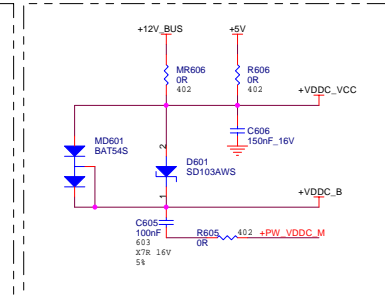 +12V_BUS
+5V
MR606
0R
402
R606
0R
402
+VDDC_VCC
C606
150nF_16V
MD601
BAT54S
2
D601
SD103AWS
1
+VDDC_B
C605
100nF
603
X7R 16V
5%
R605
0R
402
+PW_VDDC_M